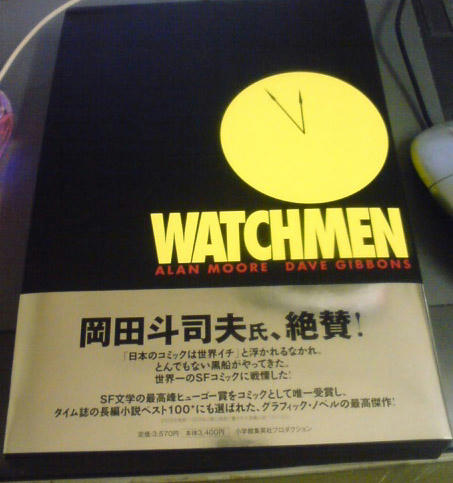 WATCHMEN
ALAN MOORE DAVE GIBBONS
岡田斗司夫氏、絶賛!
「日本のコミックは世界イチ」と浮かれるなかれ。
とんでもない黒船がやってきた。
世界一のSFコミックに戦慄した!
SF文学の最高峰ヒューゴー賞をコミックとして唯一受賞し、
タイム誌の長編小説ベスト100*にも選ばれた、グラフィック・ノベルの最高傑作!
定価:3,570円 本体3,400円 小学館集英社プロダクション